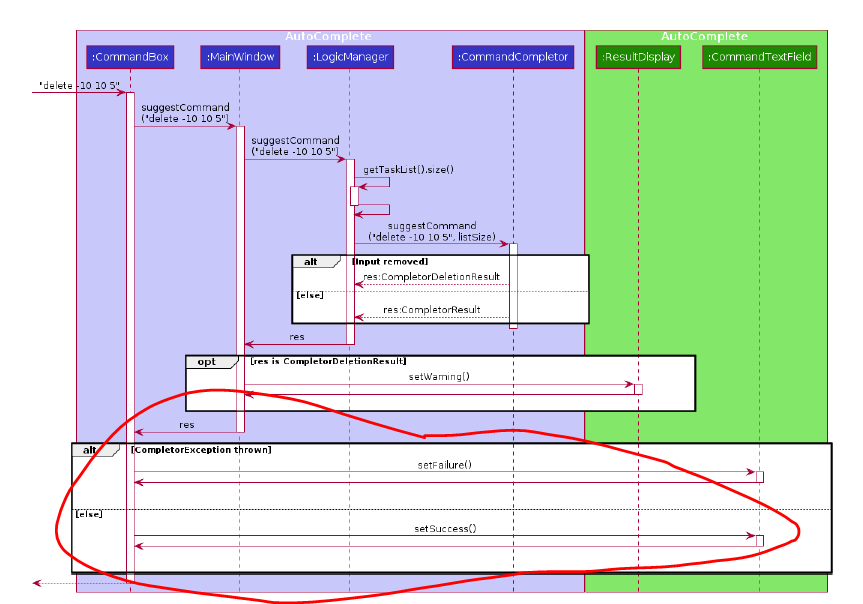 AutoComplete AutoComplete
:CommandBox :MainWindow :LogicManager :CommandCompletor :ResultDisplay :CommandTextField
"delete -10 10 5"
suggestCommand
("delete -10 10 5")
suggestCommand
("delete -10 10 5")
getTaskList().size()
suggestCommand
("delete -10 10 5", listSize)
alt [Input removed]
res:CompletorDeletionResult
[else]
res:CompletorResult
res
opt [res is CompletorDeletionResult]
setWarning()
res
alt [CompletorException thrown]
setFailure()
[else]
setSuccess()